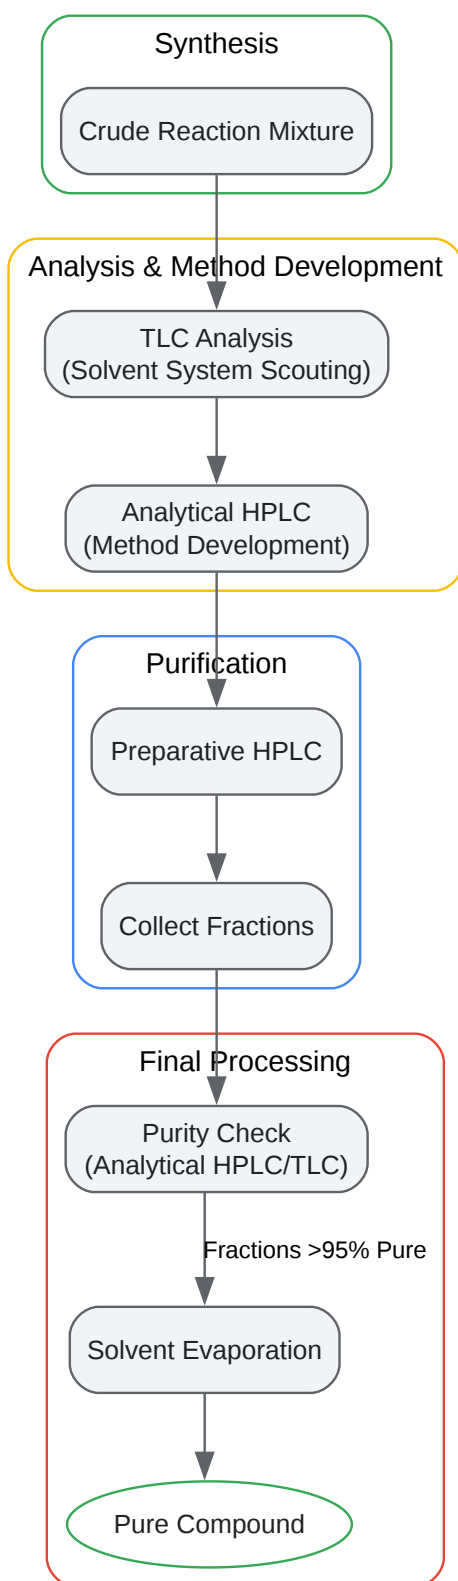 Synthesis
Crude Reaction Mixture
Analysis & Method Development
TLC Analysis
(Solvent System Scouting)
Analytical HPLC
(Method Development)
Purification
Preparative HPLC
Collect Fractions
Final Processing
Purity Check
(Analytical HPLC/TLC)
Fractions >95% Pure
Solvent Evaporation
Pure Compound